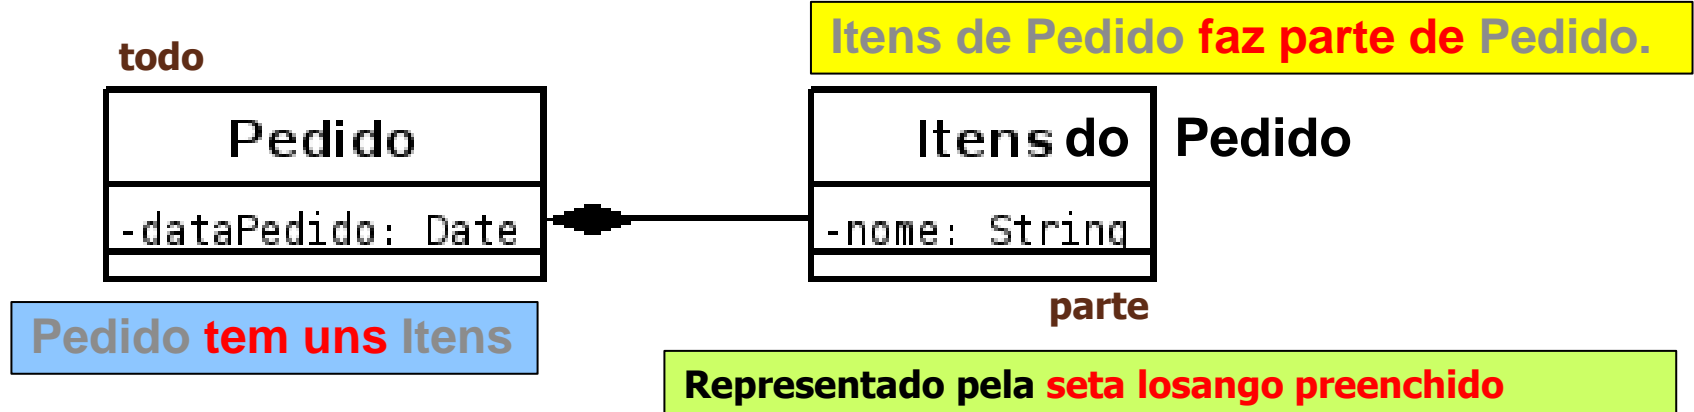 Itens de Pedido faz parte de Pedido.
todo
Pedido
-dataPedido: Date
Itens do Pedido
-nome: String
parte
Pedido tem uns Itens
Representado pela seta losango preenchido